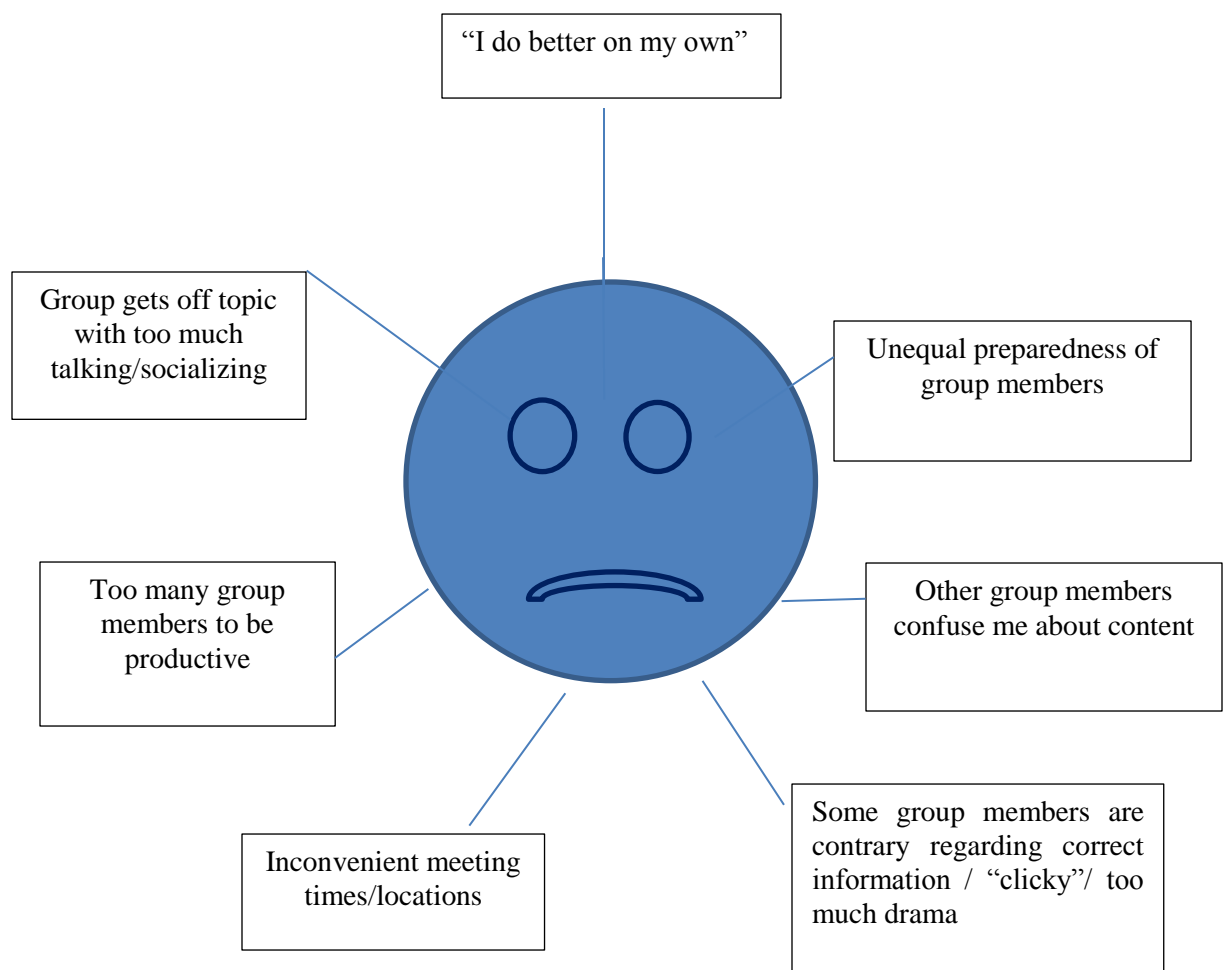 “I do better on my own”
Group gets off topic
with too much
talking/socializing
Unequal preparedness of
group members
Too many group
members to be
productive
Other group members
confuse me about content
Inconvenient meeting
times/locations
Some group members are
contrary regarding correct
information / “clicky”/ too
much drama